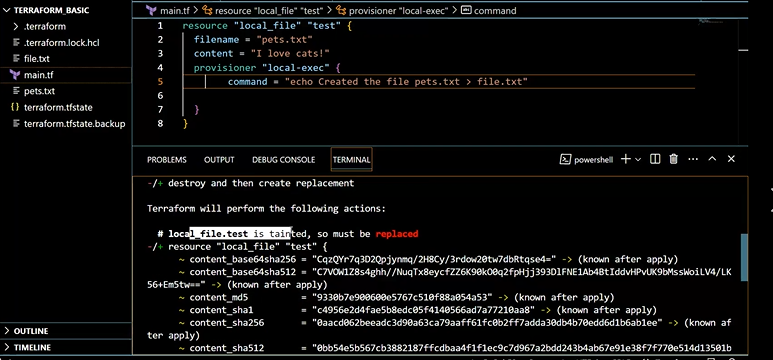 TERRAFORM_BASIC
.terraform
.terraform.lock.hcl
file.txt
main.tf
pets.txt
terraform.tfstate
terraform.tfstate.backup
OUTLINE
TIMELINE
main.tf > resource "local_file" "test" > provisioner "local-exec" > command
1 resource "local_file" "test" {
2 filename = "pets.txt"
3 content = "I love cats!"
4 provisioner "local-exec" {
5 command = "echo Created the file pets.txt > file.txt"
6
7 }
8 }
PROBLEMS OUTPUT DEBUG CONSOLE TERMINAL powershell
-/+ destroy and then create replacement
Terraform will perform the following actions:
# local_file.test is tainted, so must be replaced
-/+ resource "local_file" "test" {
~ content_base64sha256 = "CqzQYr7q3D2Qpjynmq/2H8Cy/3rdow20tw7dbRtqse4=" -> (known after apply)
~ content_base64sha512 = "C7VOW1Z8s4ghh//NuqTx8eycfZZ6K90kO0q2fpHjj393DlFNE1Ab4BtIddvHPvUK9bMssWoiLV4/LK
56+Em5tw==" -> (known after apply)
~ content_md5 = "9330b7e900600e5767c510f88a054a53" -> (known after apply)
~ content_sha1 = "c4956e2d4fae5b8edc05f4140566ad7a77210aa8" -> (known after apply)
~ content_sha256 = "0aacd062beeadc3d90a63ca79aaff61fc0b2ff7adda30db4b70edd6d1b6ab1ee" -> (known af
ter apply)
~ content_sha512 = "0bb54e5b567cb3882187ffcdbaa4f1f1ec9c7d967a2bdd243b4ab67e91e38f7f770e514d13501b